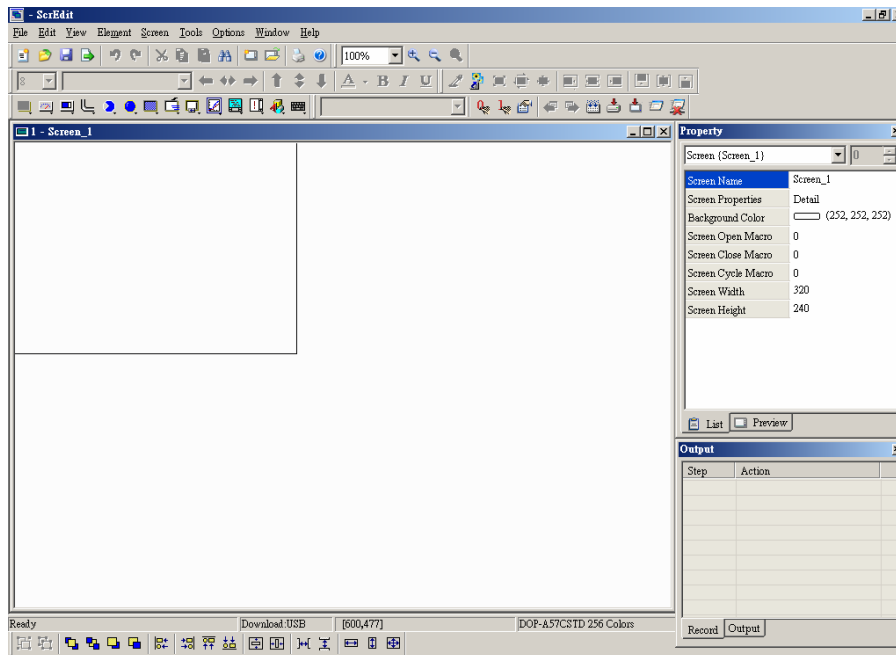 - ScrEdit
File Edit View Element Screen Tools Options Window Help
100%
8
A B I U
1 - Screen_1
Property
Screen {Screen_1}
0
Screen Name Screen_1
Screen Properties Detail
Background Color (252, 252, 252)
Screen Open Macro 0
Screen Close Macro 0
Screen Cycle Macro 0
Screen Width 320
Screen Height 240
List Preview
Output
Step Action
Record Output
Ready Download:USB [600,477] DOP-A57CSTD 256 Colors